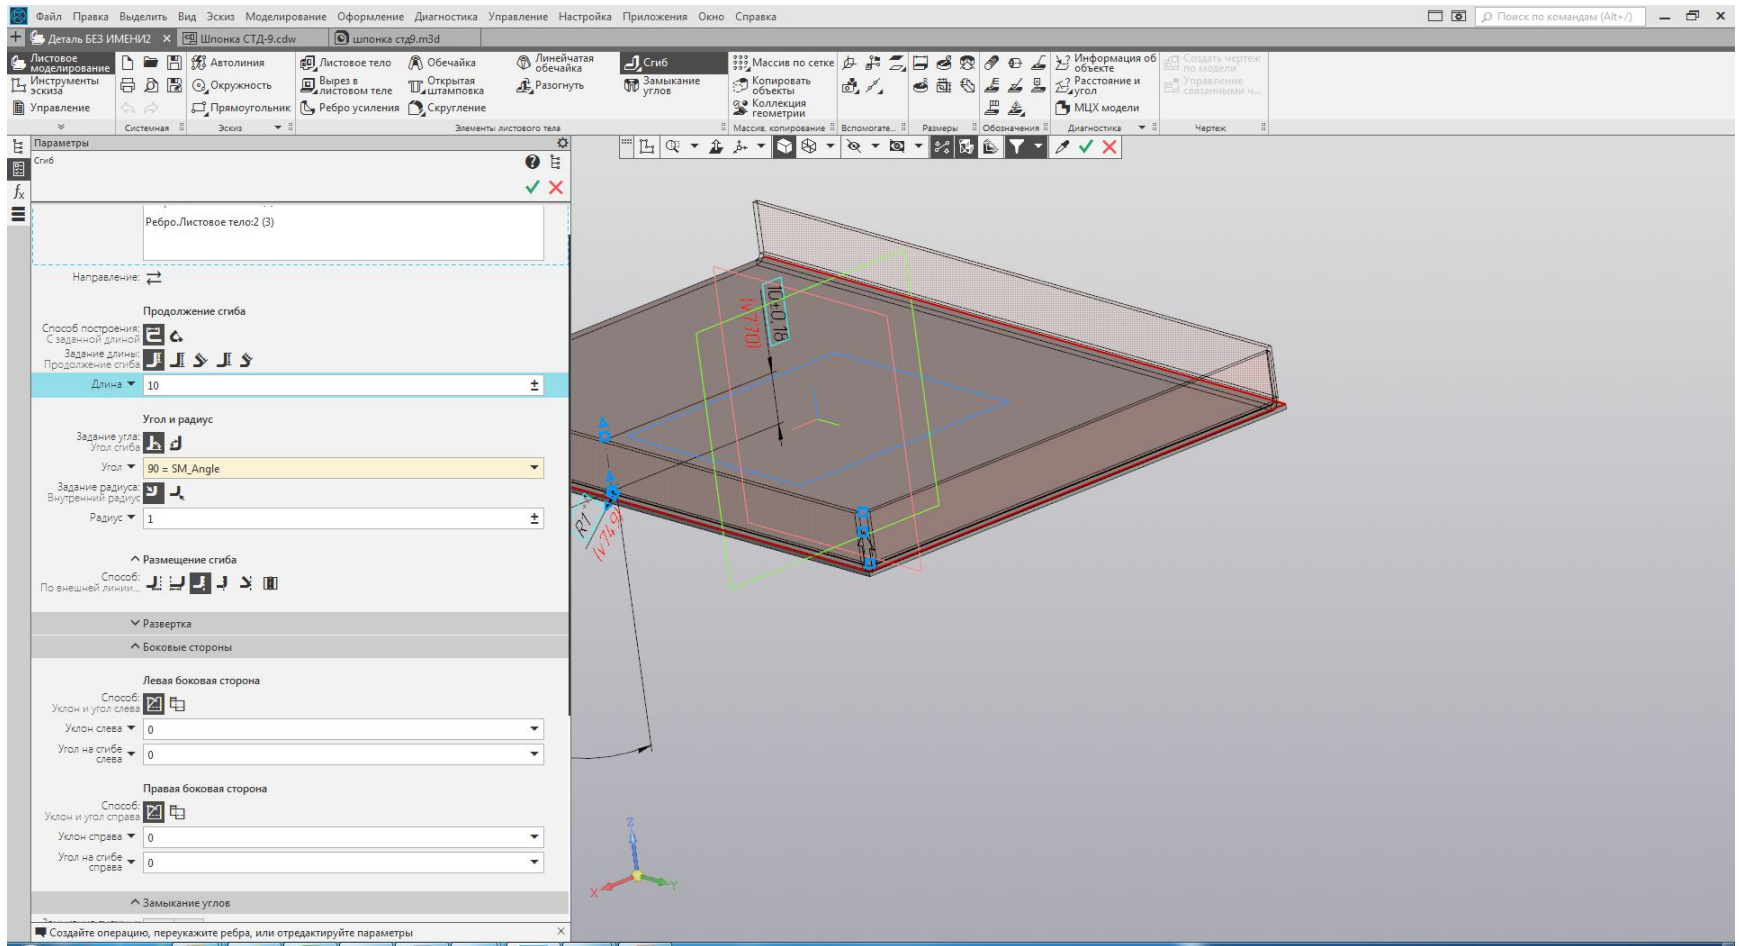 Файл Правка Выделить Вид Эскиз Моделирование Оформление Диагностика Управление Настройка Приложения Окно Справка
Поиск по командам (Alt+/)
Деталь БЕЗ ИМЕНИ2 Шпонка СТД-9.cdw шпонка стд9.m3d
Листовое моделирование
Инструменты эскиза
Управление
Системная
Автолиния
Окружность
Прямоугольник
Эскиз
Листовое тело
Вырез в листовом теле
Ребро усиления
Обечайка
Открытая штамповка
Скругление
Линейчатая обечайка
Разогнуть
Сгиб
Замыкание углов
Элементы листового тела
Массив по сетке
Копировать объекты
Коллекция геометрии
Массив, копирование
Вспомогате...
Размеры
Обозначения
Информация об объекте
Расстояние и угол
МЦХ модели
Диагностика
Создать чертеж по модели
Управление связанными ч...
Чертеж
Параметры
Сгиб
Ребро.Листовое тело:2 (3)
Направление:
Продолжение сгиба
Способ построения:
С заданной длиной
Задание длины:
Продолжение сгиба
Длина 10
Угол и радиус
Задание угла:
Угол сгиба
Угол 90 = SM_Angle
Задание радиуса:
Внутренний радиус
Радиус 1
Размещение сгиба
Способ:
По внешней линии...
Развертка
Боковые стороны
Левая боковая сторона
Способ:
Уклон и угол слева
Уклон слева 0
Угол на сгибе слева 0
Правая боковая сторона
Способ:
Уклон и угол справа
Уклон справа 0
Угол на сгибе справа 0
Замыкание углов
Создайте операцию, переукажите ребра, или отредактируйте параметры
10±0,18
(v770)
R1
(v749)
Z
X
Y